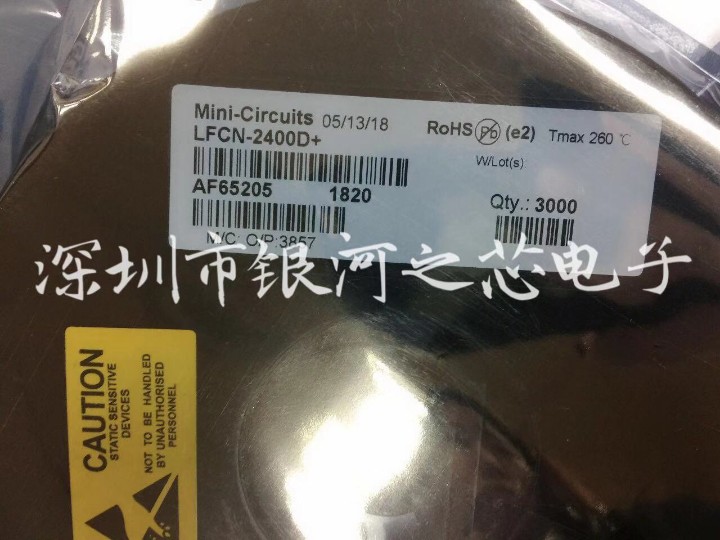 Mini-Circuits 05/13/18 RoHS Pb (e2) Tmax 260 ℃
LFCN-2400D+
W/Lot(s):
AF65205 1820
Qty.: 3000
M/C: O/P:3857
深圳市银河之芯电子
CAUTION
STATIC SENSITIVE
DEVICES
NOT TO BE HANDLED
BY UNAUTHORISED
PERSONNEL